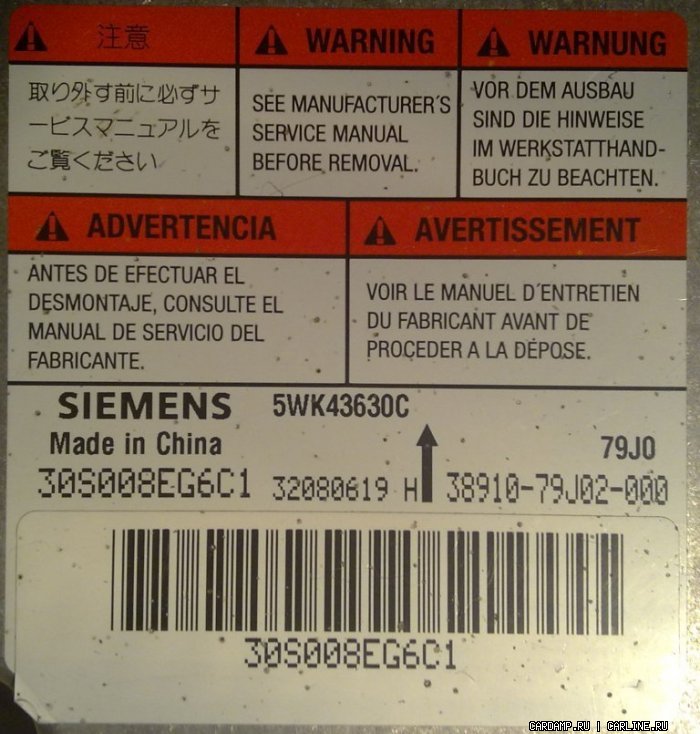 注意
取り外す前に必ずサ
ービスマニュアルを
ご覧ください
WARNING
SEE MANUFACTURER'S
SERVICE MANUAL
BEFORE REMOVAL.
WARNUNG
VOR DEM AUSBAU
SIND DIE HINWEISE
IM WERKSTATTHAND-
BUCH ZU BEACHTEN.
ADVERTENCIA
ANTES DE EFECTUAR EL
DESMONTAJE, CONSULTE EL
MANUAL DE SERVICIO DEL
FABRICANTE.
AVERTISSEMENT
VOIR LE MANUEL D'ENTRETIEN
DU FABRICANT AVANT DE
PROCEDER A LA DÉPOSE.
SIEMENS 5WK43630C
Made in China 79J0
30S008EG6C1 32080619 H 38910-79J02-000
30S008EG6C1
CARDAMP.RU | CARLINE.RU